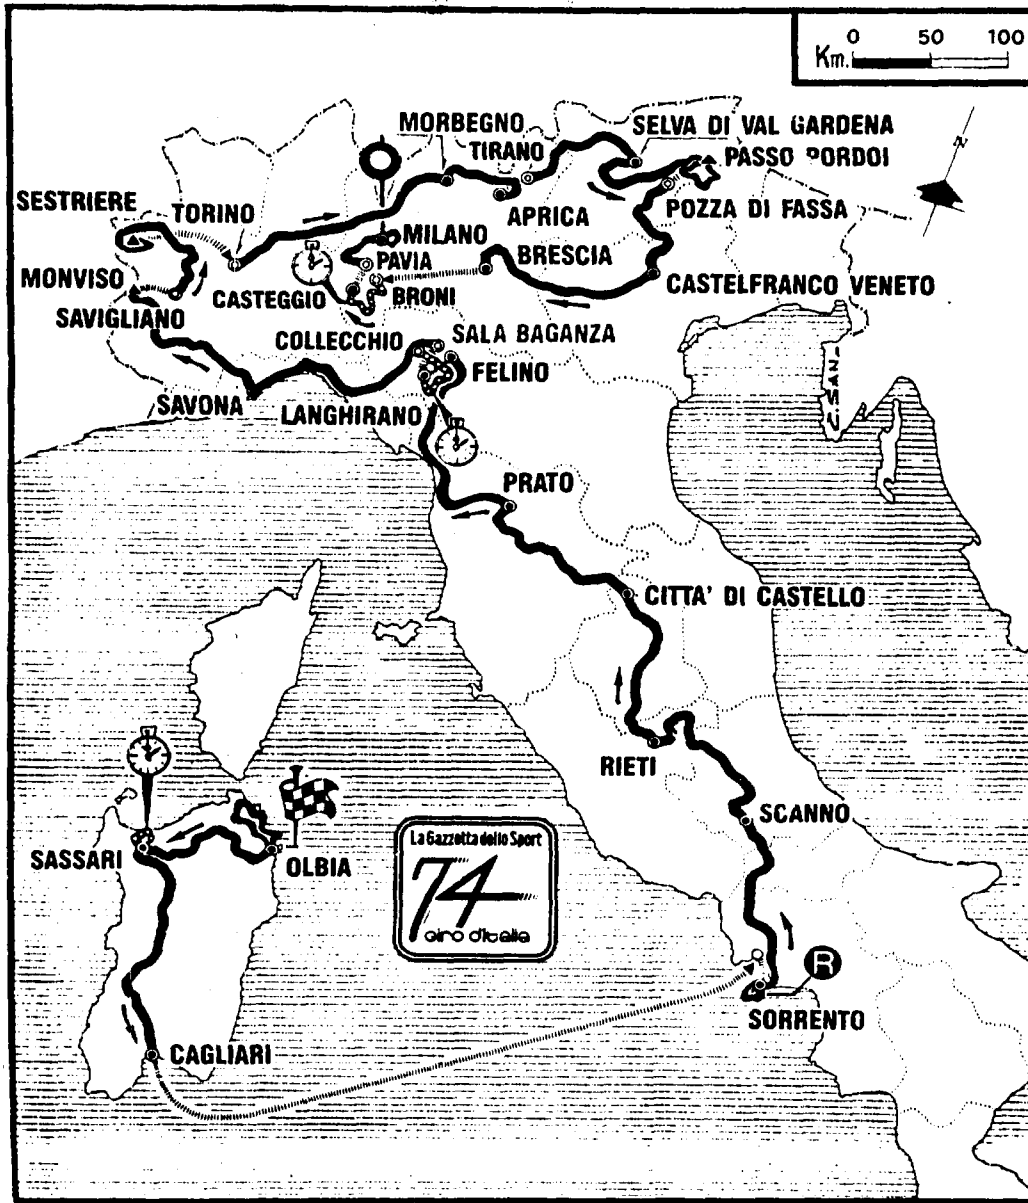 0 50 100
Km.
N
MORBEGNO
TIRANO
SELVA DI VAL GARDENA
PASSO PORDOI
SESTRIERE
TORINO
APRICA
POZZA DI FASSA
MILANO
PAVIA
BRESCIA
MONVISO
CASTEGGIO
BRONI
CASTELFRANCO VENETO
SAVIGLIANO
COLLECCHIO
SALA BAGANZA
FELINO
SAVONA
LANGHIRANO
PRATO
CITTA' DI CASTELLO
RIETI
SCANNO
SASSARI
OLBIA
La Gazzetta dello Sport
74
giro d'italia
R
SORRENTO
CAGLIARI